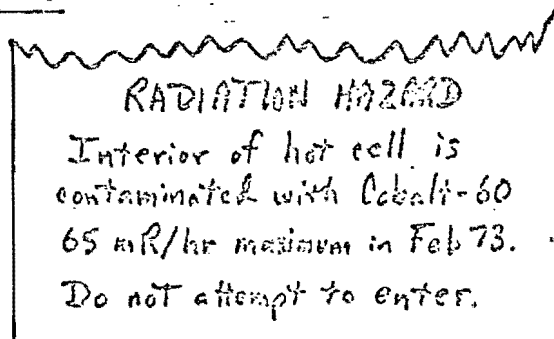 RADIATION HAZARD
Interior of hot cell is
contaminated with Cobalt-60
65 mR/hr maximum in Feb 73.
Do not attempt to enter.